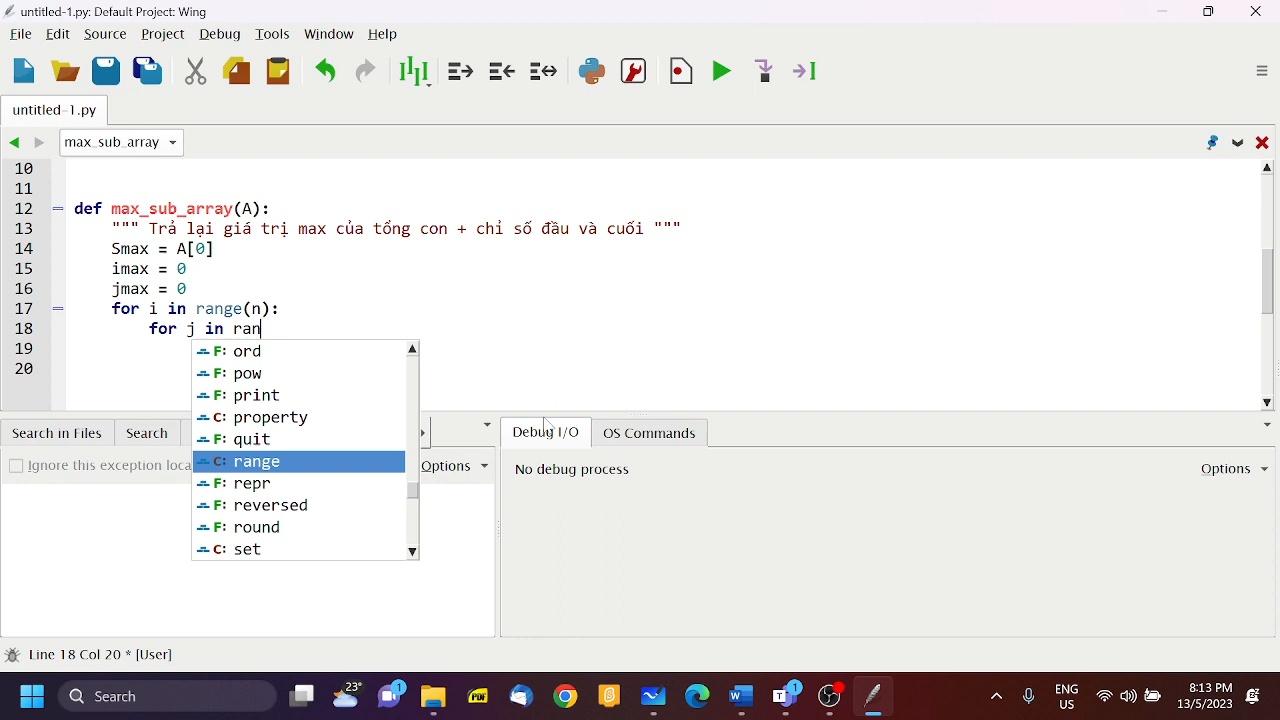 untitled-1.py: Default Project: Wing
File Edit Source Project Debug Tools Window Help
untitled-1.py
max_sub_array
10
11
12 def max_sub_array(A):
13 """ Trả lại giá trị max của tổng con + chỉ số đầu và cuối """
14 Smax = A[0]
15 imax = 0
16 jmax = 0
17 for i in range(n):
18 for j in ran
19
20
F: ord
F: pow
F: print
C: property
F: quit
C: range
F: repr
F: reversed
F: round
C: set
Search in Files Search
Debug I/O OS Commands
Ignore this exception loca Options
No debug process Options
Line 18 Col 20 * [User]
Search
23°
1
PDF
1
ENG
US
8:13 PM
13/5/2023